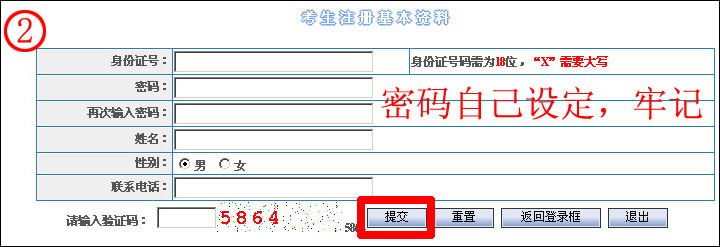 ②
考生注册基本资料
身份证号: 身份证号码需为18位,“X”需要大写
密码:
再次输入密码: 密码自己设定，牢记
姓名:
性别: 男 女
联系电话:
请输入验证码: 5864 提交 重置 返回登录框 退出